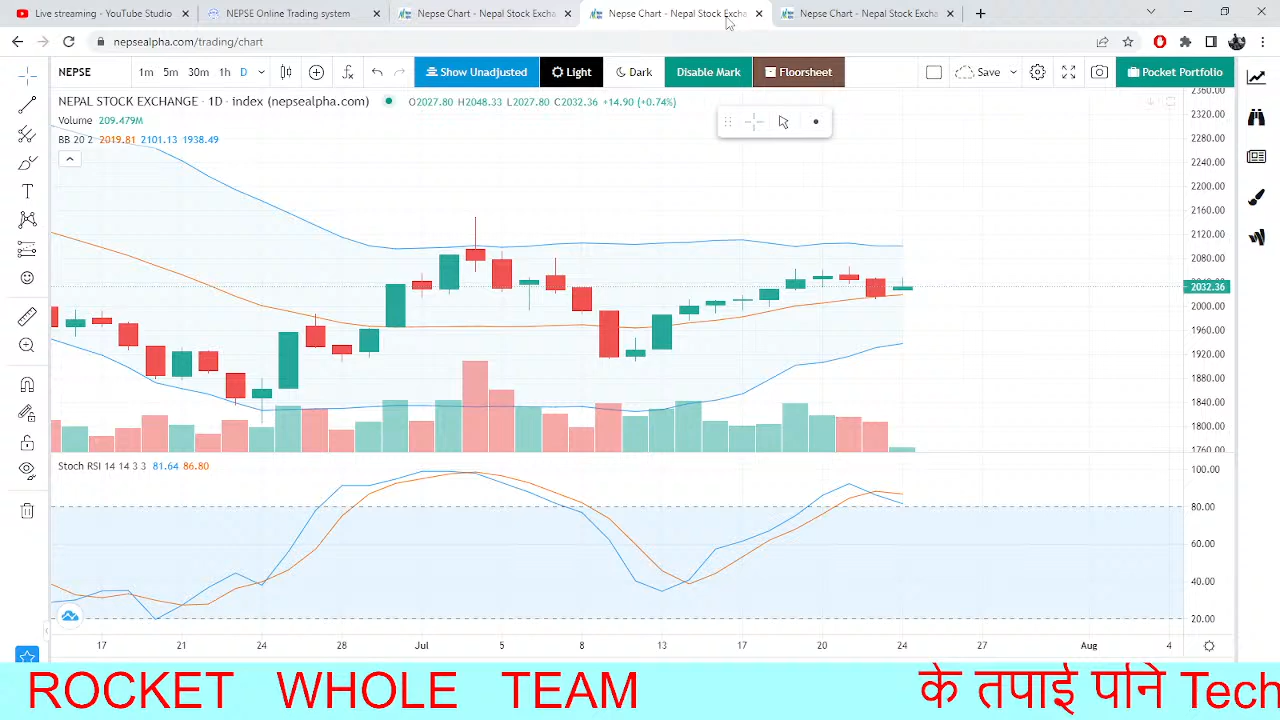 Live streaming - YouTube Studio
NEPSE Online Trading system
Nepse Chart - Nepal Stock Excha
Nepse Chart - Nepal Stock Excha
Nepse Chart - Nepal Stock Excha
nepsealpha.com/trading/chart
NEPSE 1m 5m 30m 1h D Show Unadjusted Light Dark Disable Mark Floorsheet Save Pocket Portfolio
NEPAL STOCK EXCHANGE · 1D · index (nepsealpha.com) O2027.80 H2048.33 L2027.80 C2032.36 +14.90 (+0.74%)
Volume 209.479M
BB 20 2 2019.81 2101.13 1938.49
2360.00
2320.00
2280.00
2240.00
2200.00
2160.00
2120.00
2080.00
2032.36
2000.00
1960.00
1920.00
1880.00
1840.00
1800.00
1760.00
Stoch RSI 14 14 3 3 81.64 86.80
100.00
80.00
60.00
40.00
20.00
17 21 24 28 Jul 5 8 13 17 20 24 27 Aug 4
ROCKET WHOLE TEAM के तपाई पनि Tech